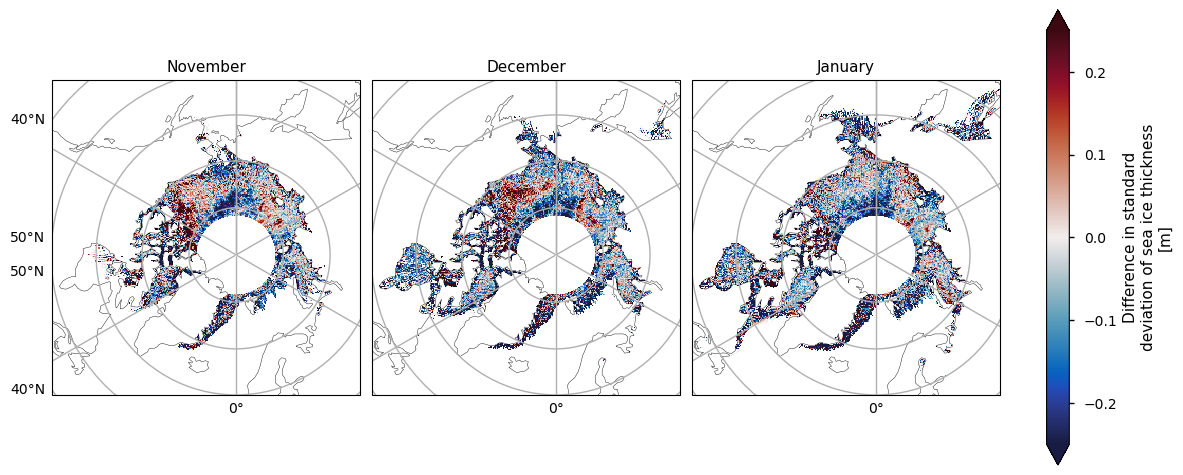 November
December
January
40°N
50°N
50°N
40°N
0°
0°
0°
0.2
0.1
0.0
−0.1
−0.2
Difference in standard
deviation of sea ice thickness
[m]